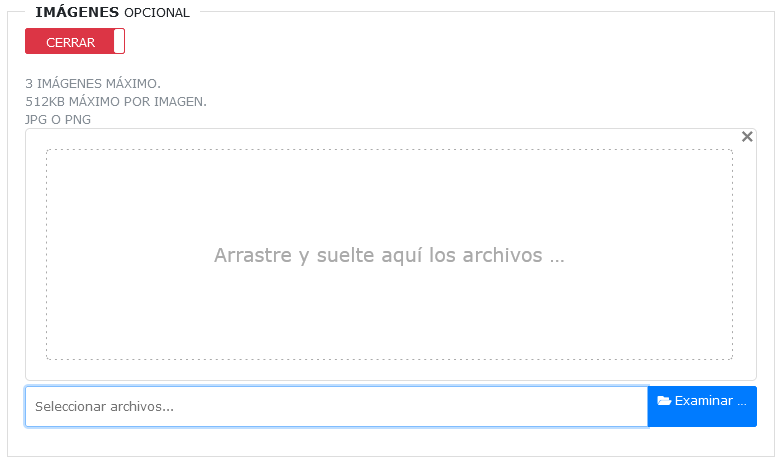 IMÁGENES OPCIONAL
CERRAR
3 IMÁGENES MÁXIMO.
512KB MÁXIMO POR IMAGEN.
JPG O PNG
×
Arrastre y suelte aquí los archivos …
Seleccionar archivos...
Examinar …